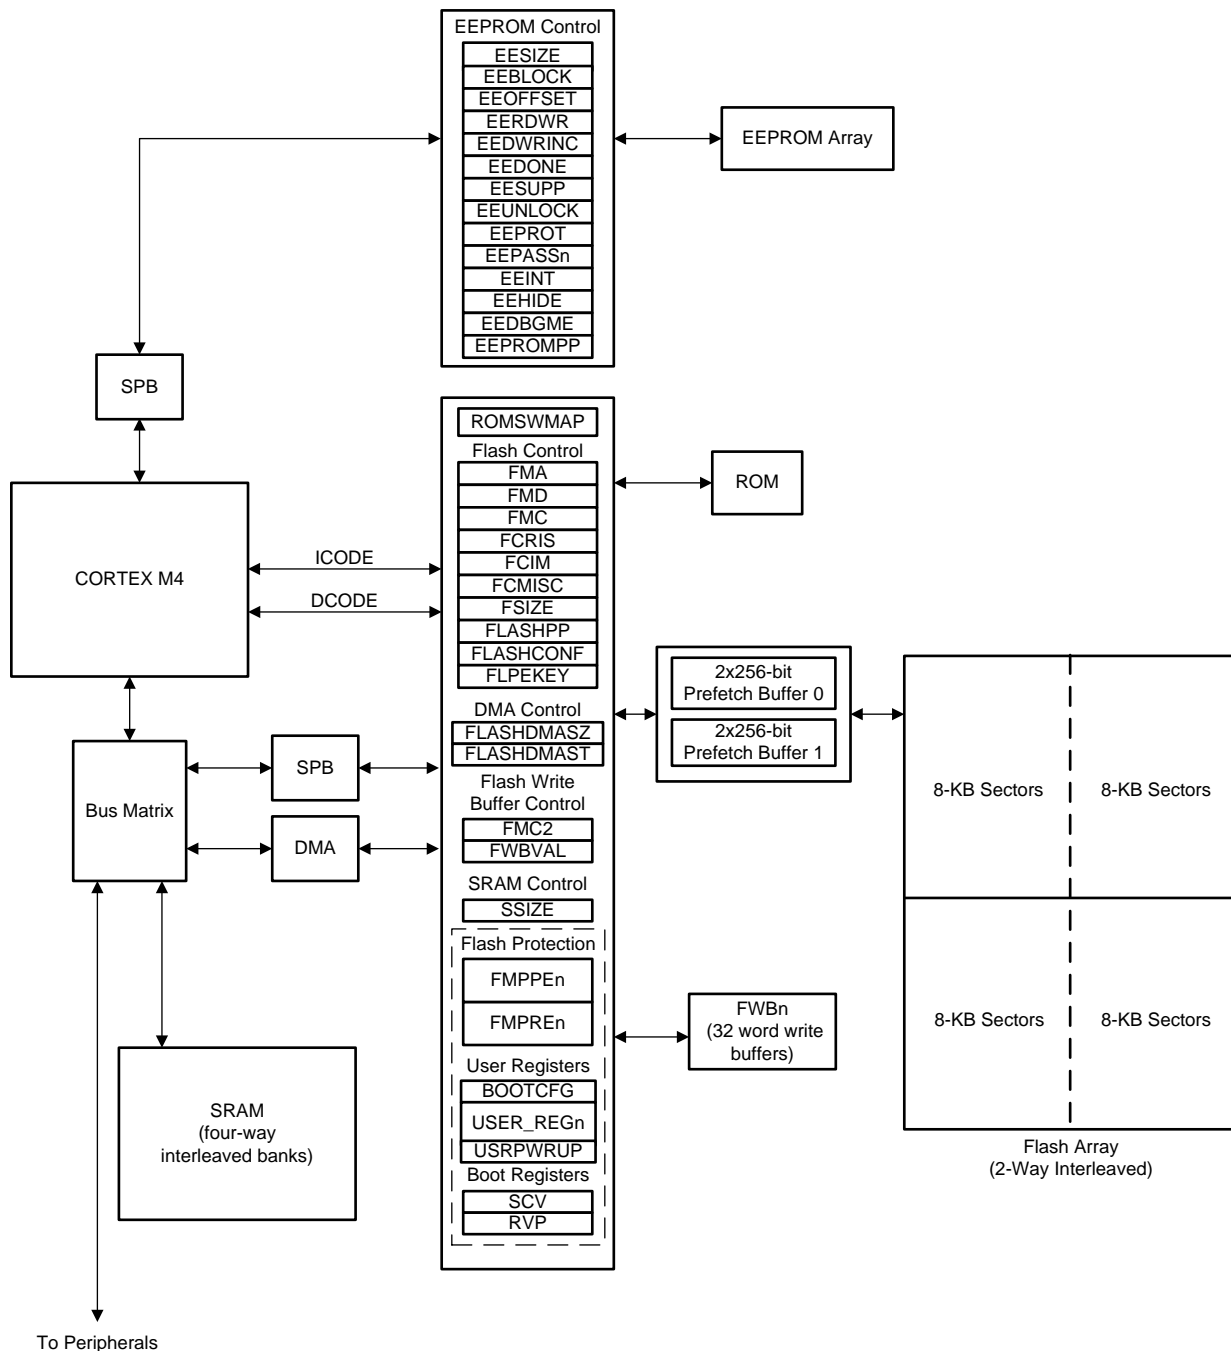 EEPROM Control
EESIZE
EEBLOCK
EEOFFSET
EERDWR
EEDWRINC
EEDONE
EESUPP
EEUNLOCK
EEPROT
EEPASSn
EEINT
EEHIDE
EEDBGME
EEPROMPP
EEPROM Array
SPB
CORTEX M4
ICODE
DCODE
ROMSWMAP
Flash Control
FMA
FMD
FMC
FCRIS
FCIM
FCMISC
FSIZE
FLASHPP
FLASHCONF
FLPEKEY
DMA Control
FLASHDMASZ
FLASHDMAST
Flash Write
Buffer Control
FMC2
FWBVAL
SRAM Control
SSIZE
Flash Protection
FMPPEn
FMPREn
User Registers
BOOTCFG
USER_REGn
USRPWRUP
Boot Registers
SCV
RVP
ROM
2x256-bit
Prefetch Buffer 0
2x256-bit
Prefetch Buffer 1
8-KB Sectors
8-KB Sectors
8-KB Sectors
8-KB Sectors
Flash Array
(2-Way Interleaved)
FWBn
(32 word write
buffers)
Bus Matrix
SPB
DMA
SRAM
(four-way
interleaved banks)
To Peripherals